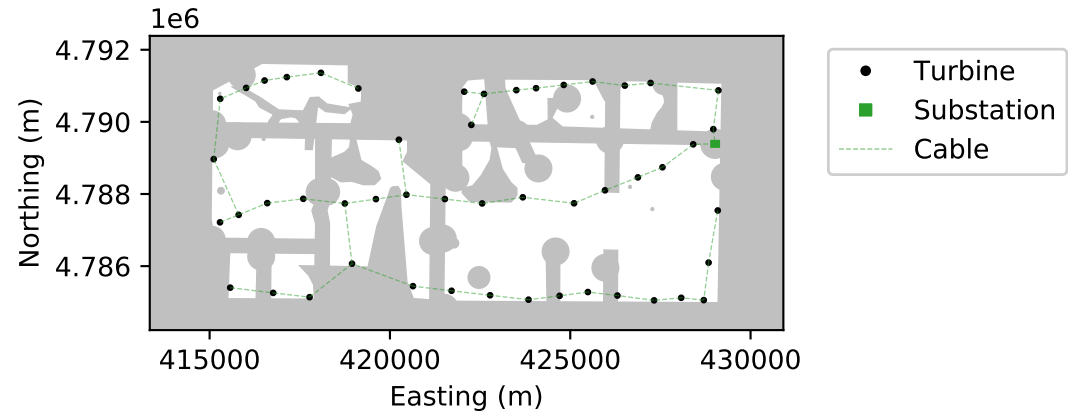 1e6
4.792
4.790
4.788
4.786
Northing (m)
415000 420000 425000 430000
Easting (m)
Turbine
Substation
Cable